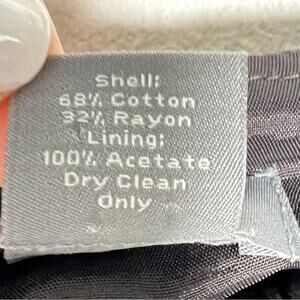 Shell:
68% Cotton
32% Rayon
Lining:
100% Acetate
Dry Clean
Only